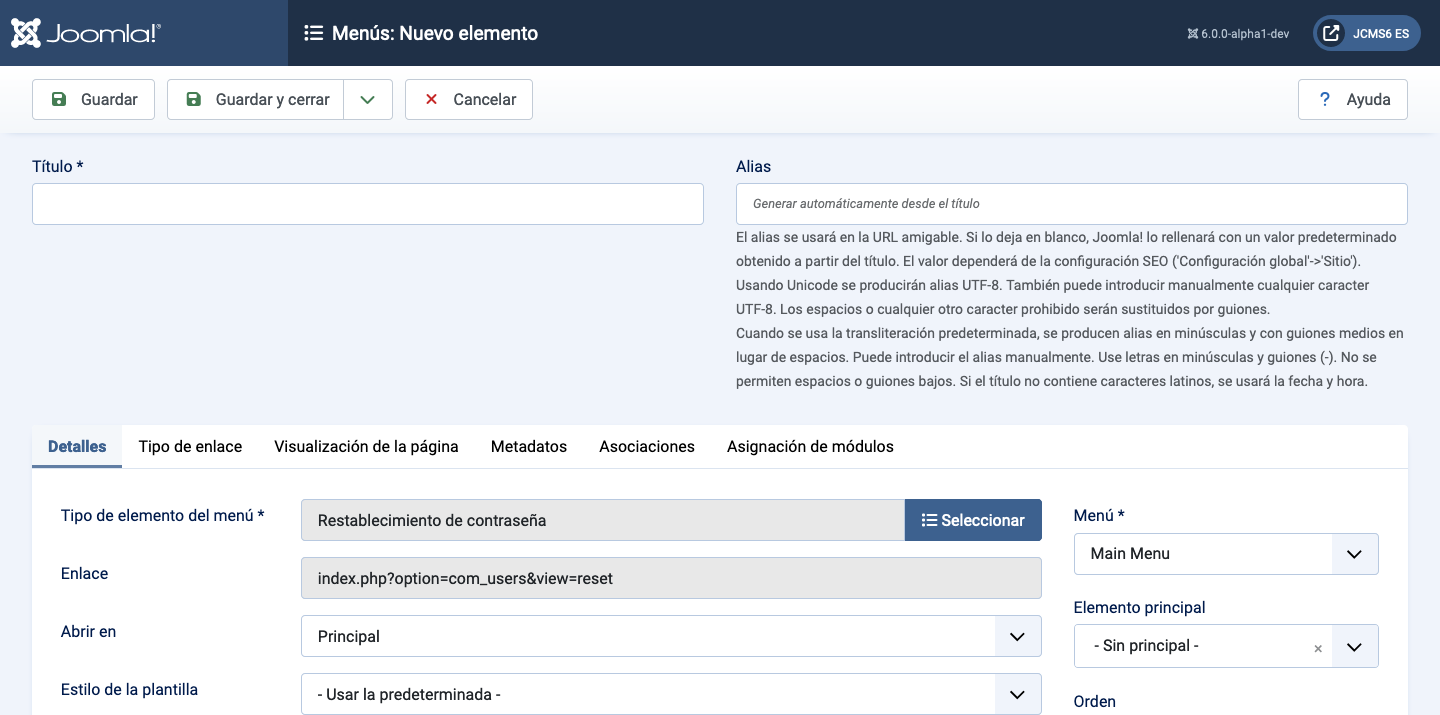 Joomla!®
Menús: Nuevo elemento
6.0.0-alpha1-dev
JCMS6 ES
Guardar
Guardar y cerrar
Cancelar
? Ayuda
Título *
Alias
Generar automáticamente desde el título
El alias se usará en la URL amigable. Si lo deja en blanco, Joomla! lo rellenará con un valor predeterminado
obtenido a partir del título. El valor dependerá de la configuración SEO ('Configuración global'->'Sitio').
Usando Unicode se producirán alias UTF-8. También puede introducir manualmente cualquier caracter
UTF-8. Los espacios o cualquier otro caracter prohibido serán sustituidos por guiones.
Cuando se usa la transliteración predeterminada, se producen alias en minúsculas y con guiones medios en
lugar de espacios. Puede introducir el alias manualmente. Use letras en minúsculas y guiones (-). No se
permiten espacios o guiones bajos. Si el título no contiene caracteres latinos, se usará la fecha y hora.
Detalles
Tipo de enlace
Visualización de la página
Metadatos
Asociaciones
Asignación de módulos
Tipo de elemento del menú *
Restablecimiento de contraseña
Seleccionar
Enlace
index.php?option=com_users&view=reset
Abrir en
Principal
Estilo de la plantilla
- Usar la predeterminada -
Menú *
Main Menu
Elemento principal
- Sin principal - ×
Orden